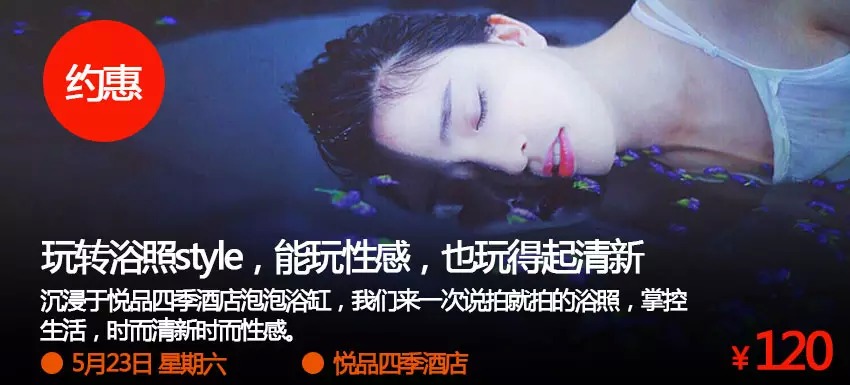 约惠
玩转浴照style，能玩性感，也玩得起清新
沉浸于悦品四季酒店泡泡浴缸，我们来一次说拍就拍的浴照，掌控
生活，时而清新时而性感。
5月23日 星期六
悦品四季酒店
¥120